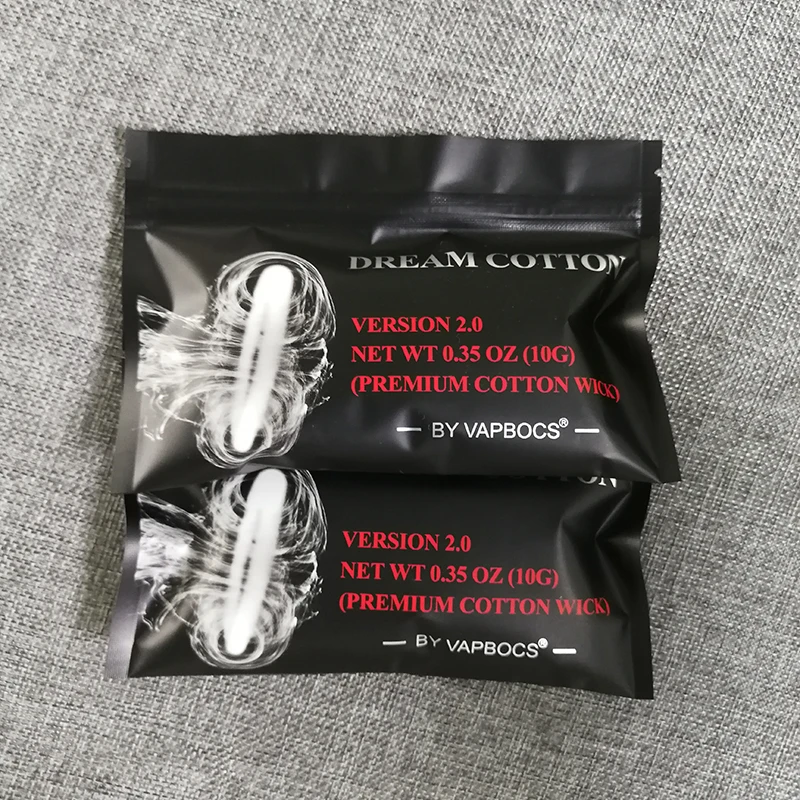 DREAM COTTON
VERSION 2.0
NET WT 0.35 OZ (10G)
(PREMIUM COTTON WICK)
— BY VAPBOCS® —
COTTON
VERSION 2.0
NET WT 0.35 OZ (10G)
(PREMIUM COTTON WICK)
— BY VAPBOCS® —